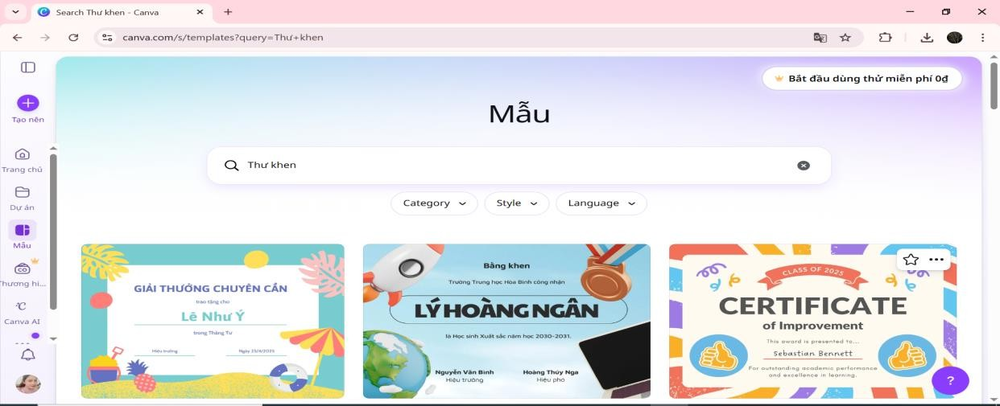 Search Thư khen - Canva
canva.com/s/templates?query=Thư+khen
Bắt đầu dùng thử miễn phí 0₫
Tạo nên
Trang chủ
Dự án
Mẫu
Thương hi...
Canva AI
Mẫu
Thư khen
Category
Style
Language
GIẢI THƯỞNG CHUYÊN CẦN
trao tặng cho
Lê Như Ý
trong Tháng Tư
Hiệu trưởng
Ngày 25/4/2025
Bằng khen
Trường Trung học Hòa Bình công nhận
LÝ HOÀNG NGÂN
là Học sinh Xuất sắc năm học 2030-2031.
Nguyễn Văn Bình
Hoàng Thúy Nga
Hiệu trưởng
Hiệu phó
CLASS OF 2025
CERTIFICATE
of Improvement
This award is presented to...
Sebastian Bennett
For outstanding academic performance
and excellence in learning.
?